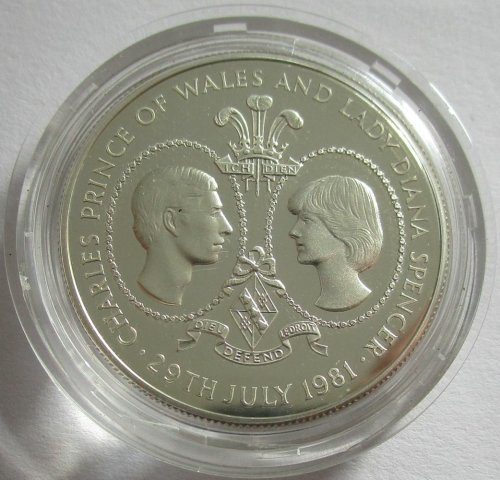 · CHARLES PRINCE OF WALES AND LADY DIANA SPENCER ·
ICH DIEN
DIEU DEFEND LE DROIT
29TH JULY 1981